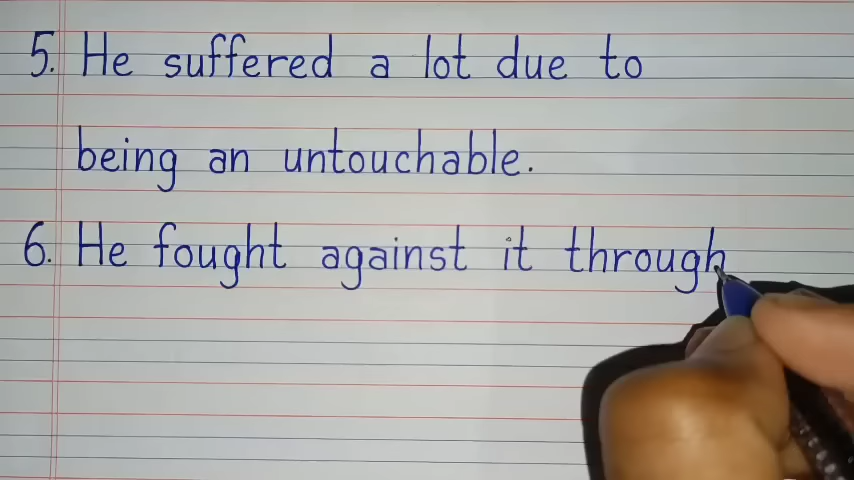 5. He suffered a lot due to
being an untouchable.
6. He fought against it through